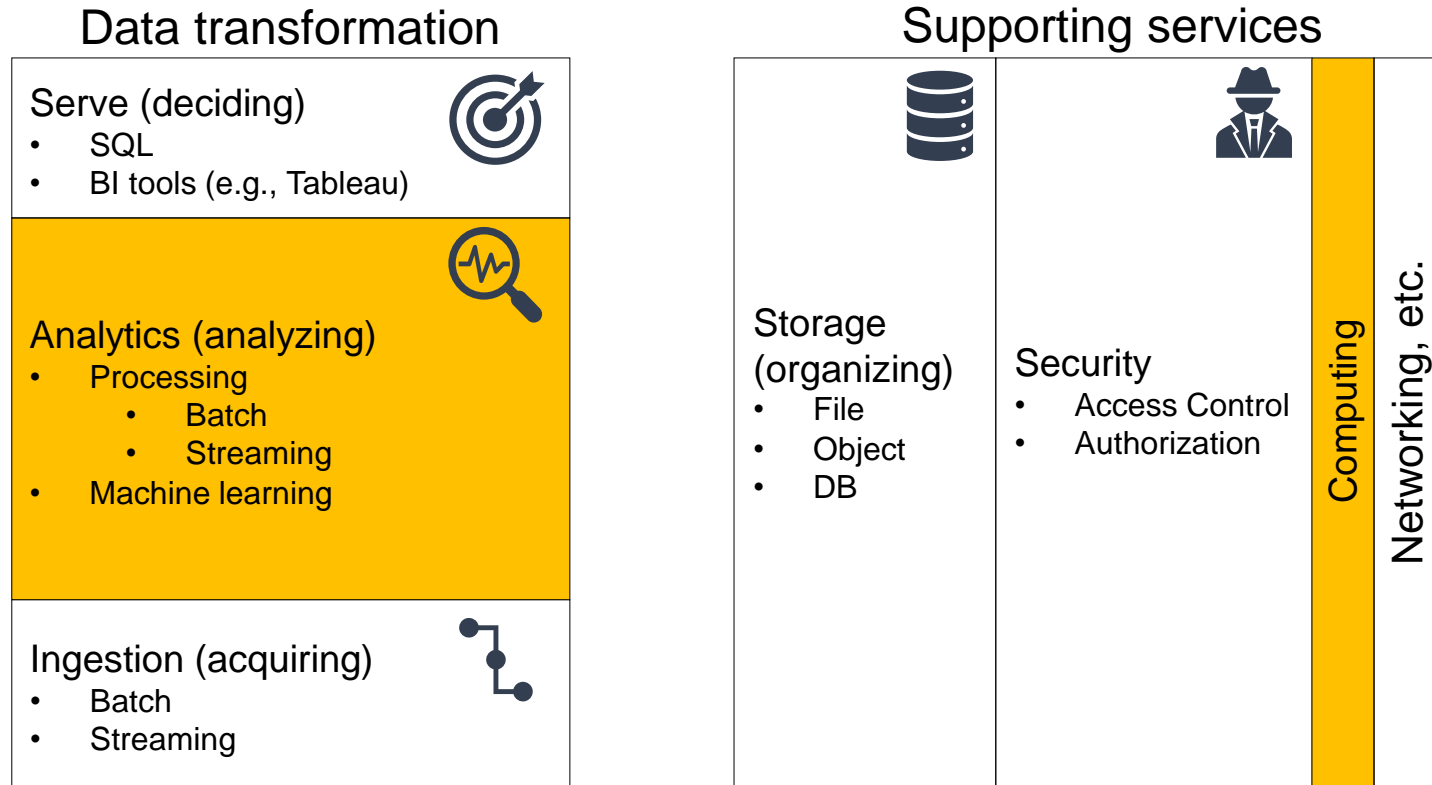 Data transformation
Serve (deciding)
• SQL
• BI tools (e.g., Tableau)
Analytics (analyzing)
• Processing
• Batch
• Streaming
• Machine learning
Ingestion (acquiring)
• Batch
• Streaming
Supporting services
Storage
(organizing)
• File
• Object
• DB
Security
• Access Control
• Authorization
Computing
Networking, etc.